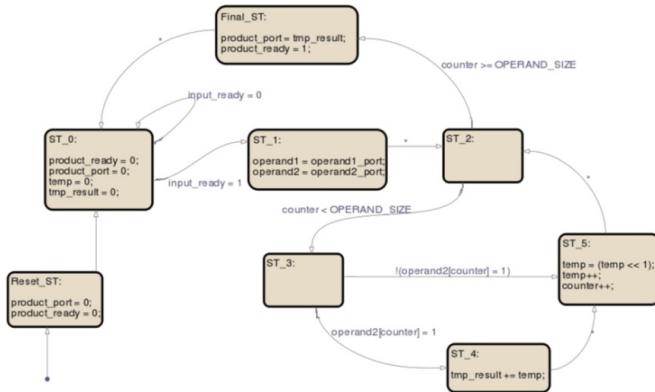 Final_ST:
product_port = tmp_result;
product_ready = 1;
*
counter >= OPERAND_SIZE
input_ready = 0
ST_0:
product_ready = 0;
product_port = 0;
temp = 0;
tmp_result = 0;
input_ready = 1
ST_1:
operand1 = operand1_port;
operand2 = operand2_port;
*
ST_2:
counter < OPERAND_SIZE
*
ST_3:
!(operand2[counter] = 1)
ST_5:
temp = (temp << 1);
temp++;
counter++;
Reset_ST:
product_port = 0;
product_ready = 0;
operand2[counter] = 1
*
ST_4:
tmp_result += temp;